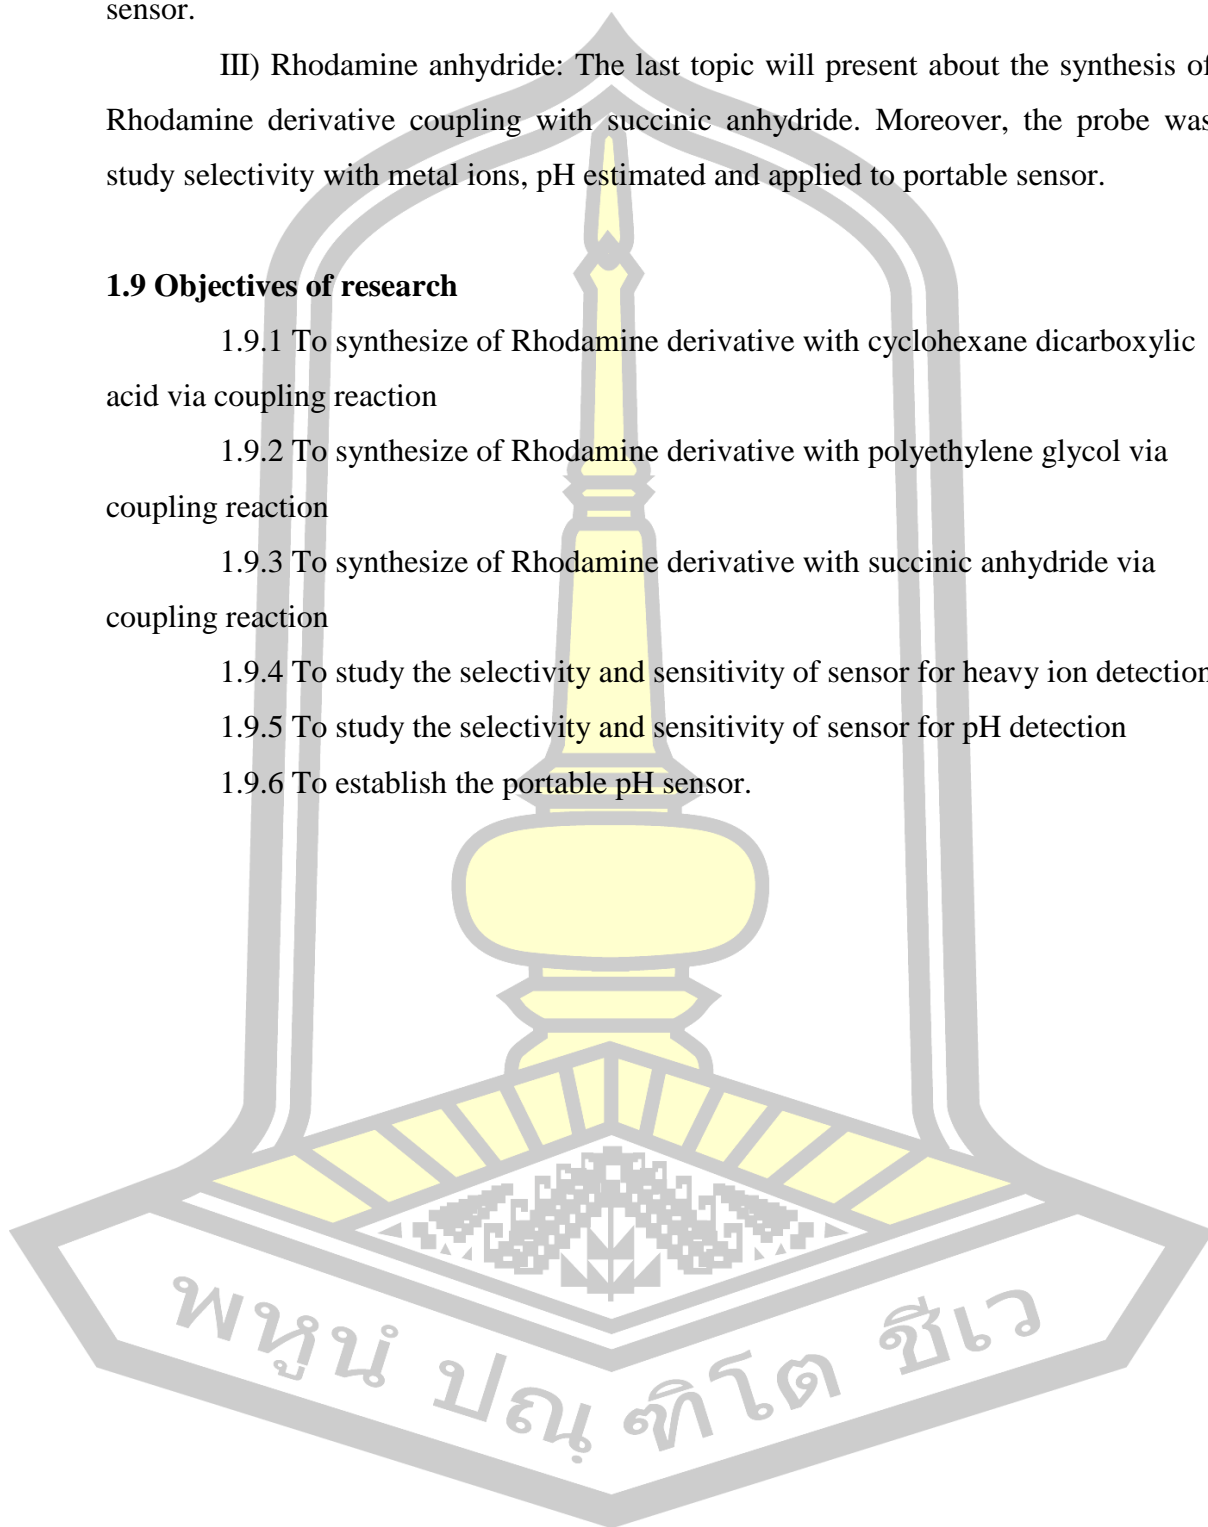 sensor.
III) Rhodamine anhydride: The last topic will present about the synthesis of
Rhodamine derivative coupling with succinic anhydride. Moreover, the probe was
study selectivity with metal ions, pH estimated and applied to portable sensor.
1.9 Objectives of research
1.9.1 To synthesize of Rhodamine derivative with cyclohexane dicarboxylic
acid via coupling reaction
1.9.2 To synthesize of Rhodamine derivative with polyethylene glycol via
coupling reaction
1.9.3 To synthesize of Rhodamine derivative with succinic anhydride via
coupling reaction
1.9.4 To study the selectivity and sensitivity of sensor for heavy ion detection
1.9.5 To study the selectivity and sensitivity of sensor for pH detection
1.9.6 To establish the portable pH sensor.
พหูนํ ปณฺฑิโต ชีเว